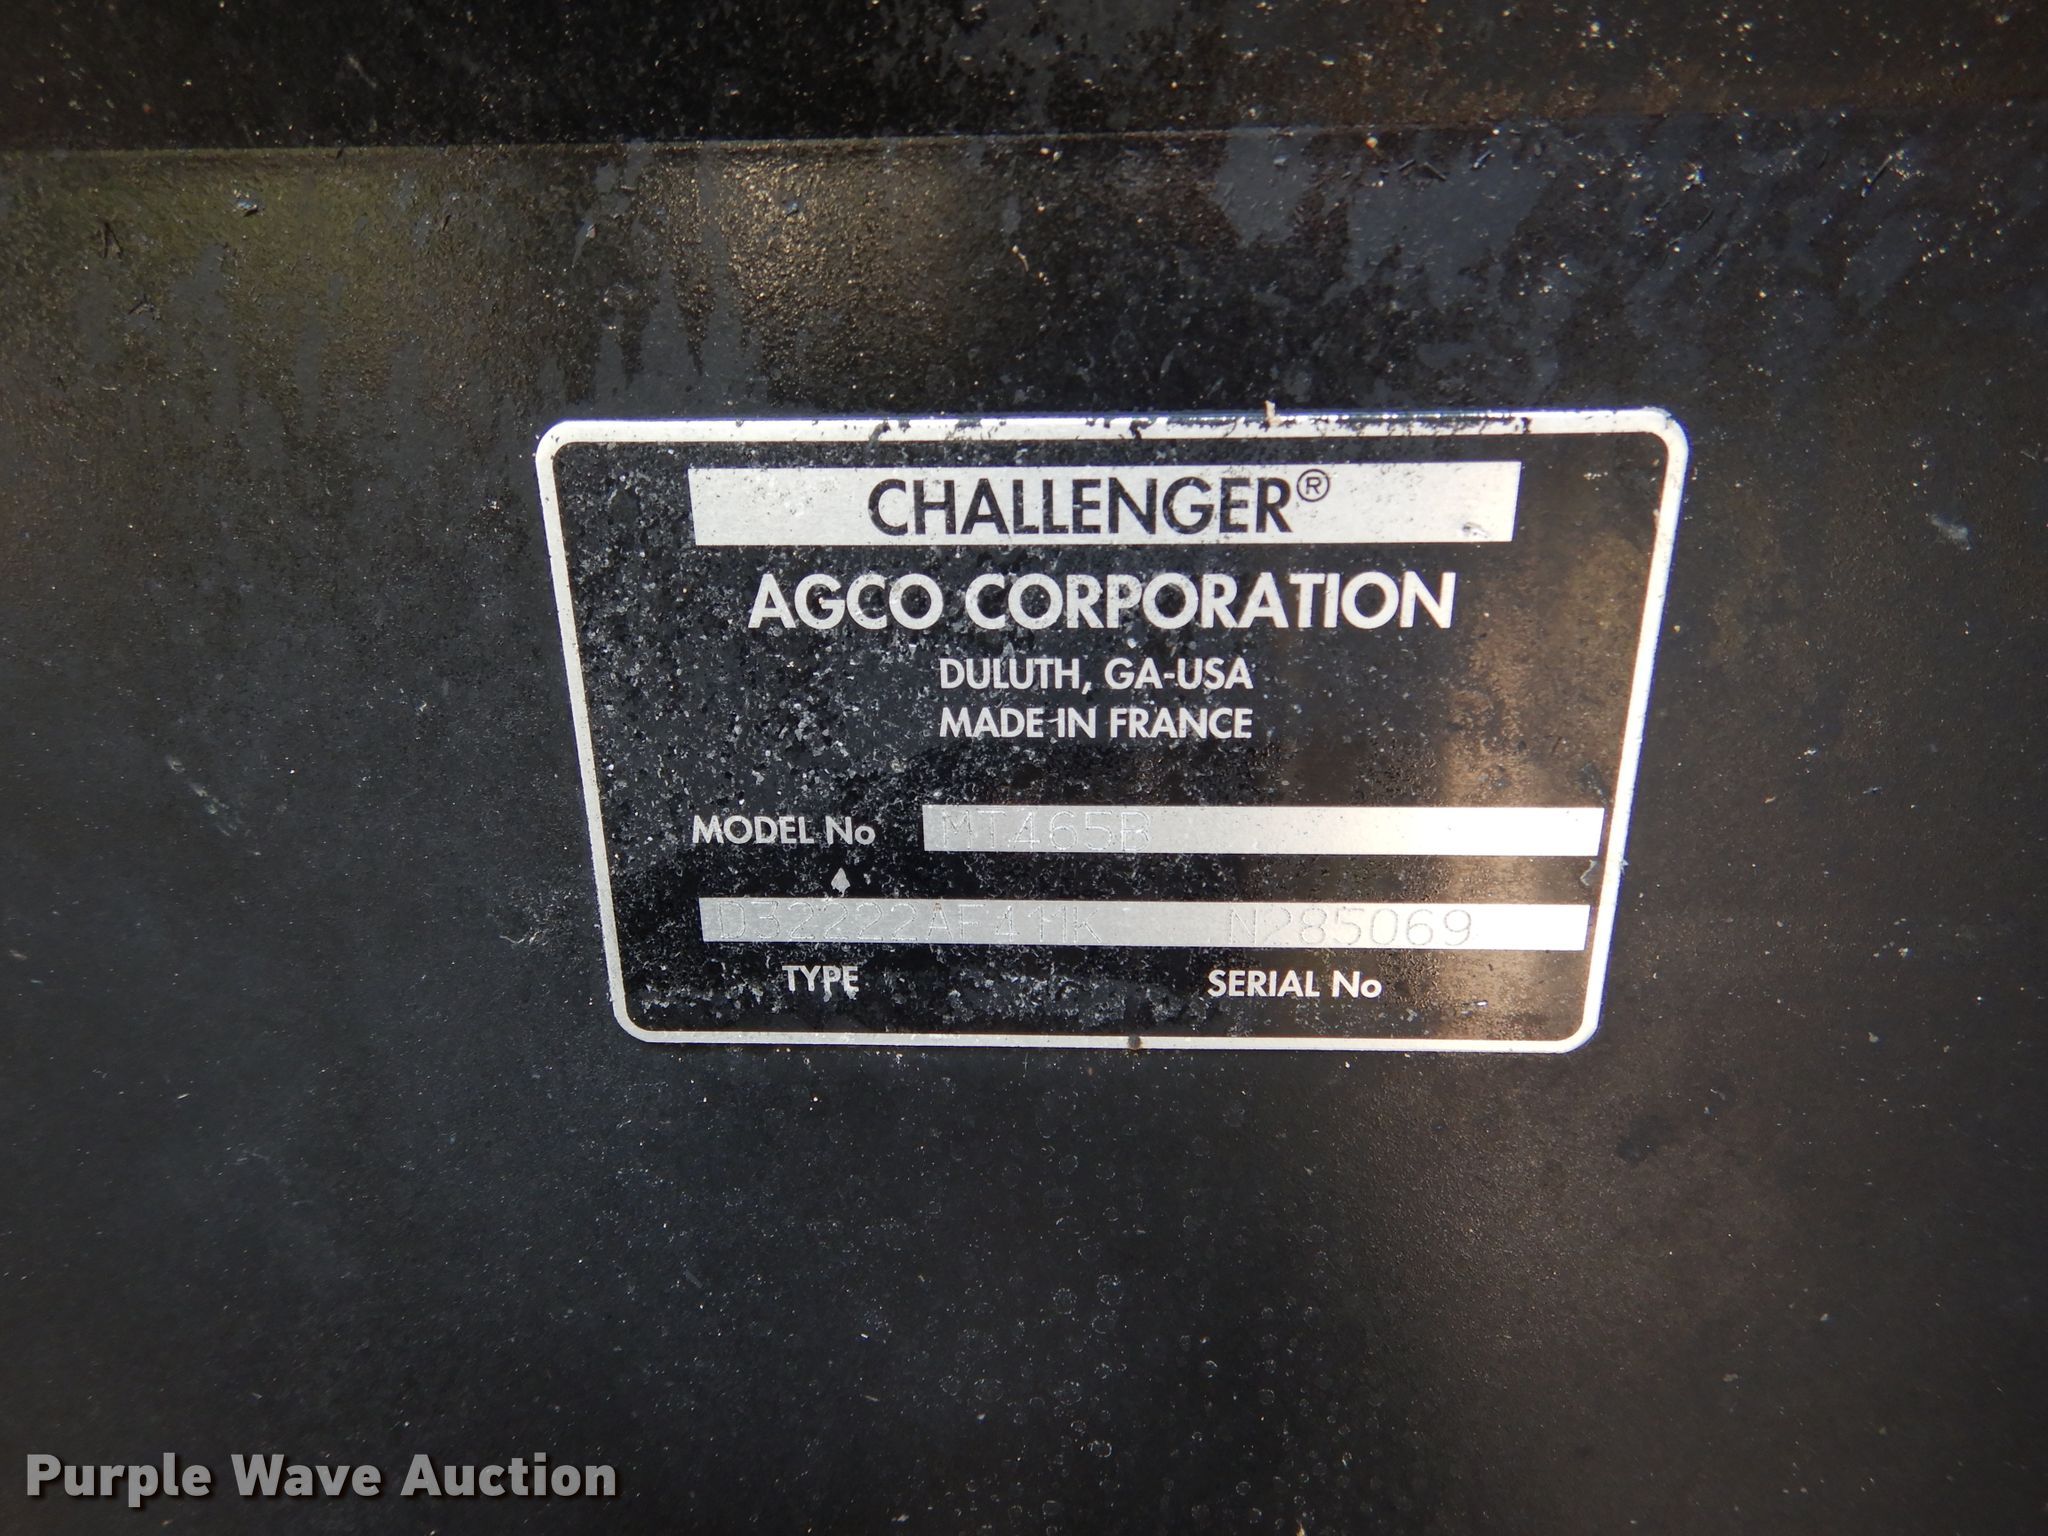 CHALLENGER®
AGCO CORPORATION
DULUTH, GA-USA
MADE IN FRANCE
MODEL No MT465B
D32222AF41MK N285069
TYPE SERIAL No
Purple Wave Auction